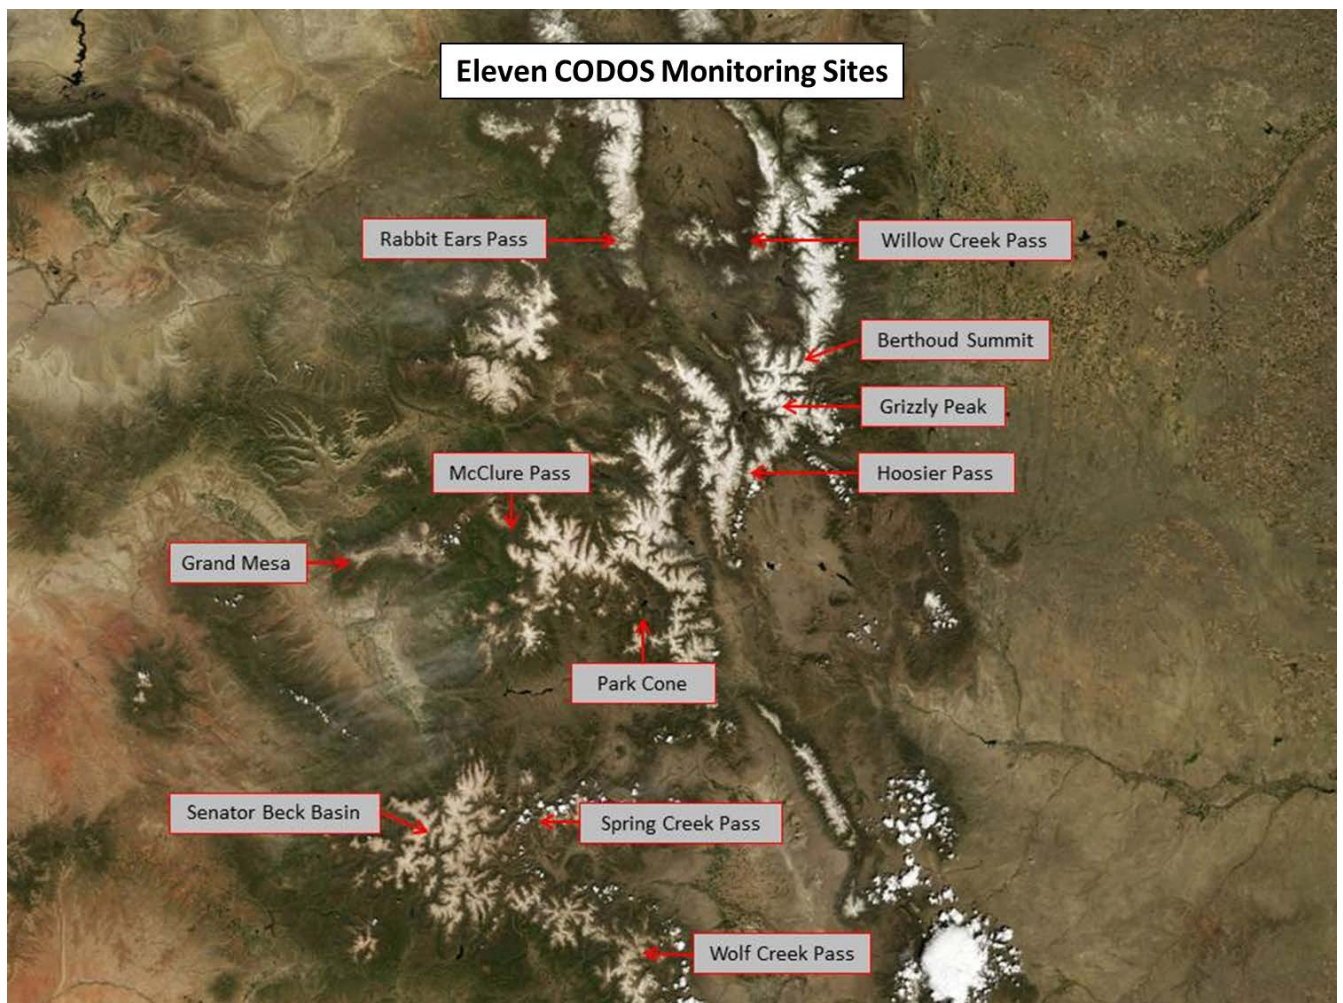 Eleven CODOS Monitoring Sites
Rabbit Ears Pass
Willow Creek Pass
Berthoud Summit
Grizzly Peak
McClure Pass
Hoosier Pass
Grand Mesa
Park Cone
Senator Beck Basin
Spring Creek Pass
Wolf Creek Pass